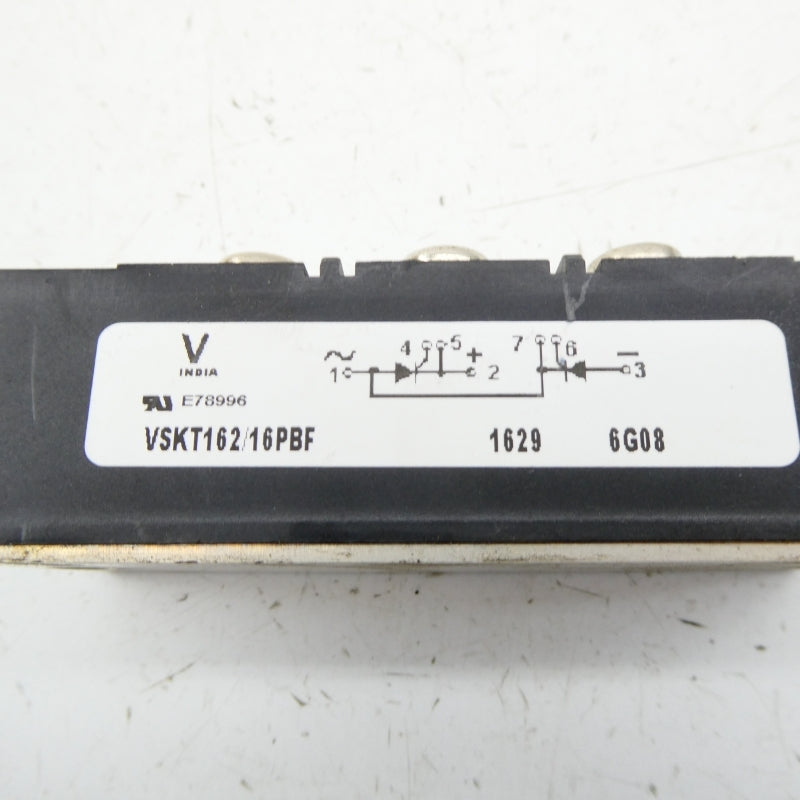 V
INDIA
E78996
VSKT162/16PBF 1629 6G08
~ 4 5 + 7 6 −
1 2 3